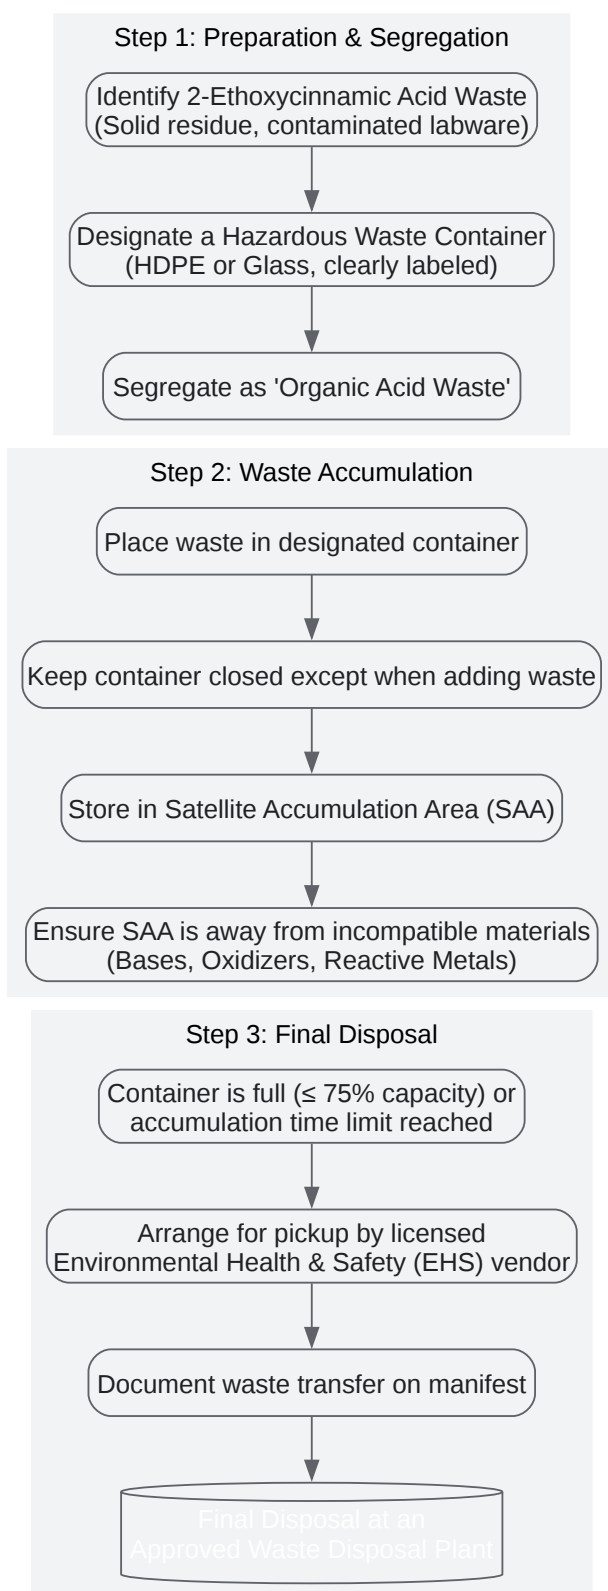 Step 1: Preparation & Segregation
Identify 2-Ethoxycinnamic Acid Waste
(Solid residue, contaminated labware)
Designate a Hazardous Waste Container
(HDPE or Glass, clearly labeled)
Segregate as 'Organic Acid Waste'
Step 2: Waste Accumulation
Place waste in designated container
Keep container closed except when adding waste
Store in Satellite Accumulation Area (SAA)
Ensure SAA is away from incompatible materials
(Bases, Oxidizers, Reactive Metals)
Step 3: Final Disposal
Container is full (≤ 75% capacity) or
accumulation time limit reached
Arrange for pickup by licensed
Environmental Health & Safety (EHS) vendor
Document waste transfer on manifest
Final Disposal at an
Approved Waste Disposal Plant